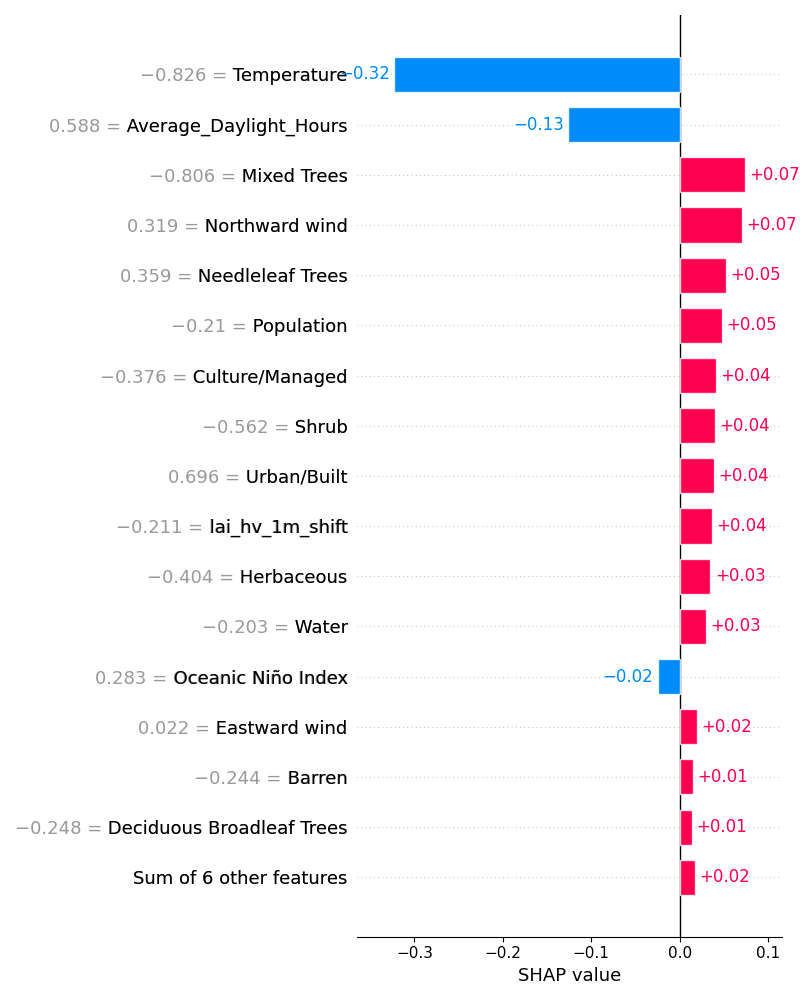 −0.826 = Temperature −0.32
0.588 = Average_Daylight_Hours −0.13
−0.806 = Mixed Trees +0.07
0.319 = Northward wind +0.07
0.359 = Needleleaf Trees +0.05
−0.21 = Population +0.05
−0.376 = Culture/Managed +0.04
−0.562 = Shrub +0.04
0.696 = Urban/Built +0.04
−0.211 = lai_hv_1m_shift +0.04
−0.404 = Herbaceous +0.03
−0.203 = Water +0.03
0.283 = Oceanic Niño Index −0.02
0.022 = Eastward wind +0.02
−0.244 = Barren +0.01
−0.248 = Deciduous Broadleaf Trees +0.01
Sum of 6 other features +0.02
−0.3 −0.2 −0.1 0.0 0.1
SHAP value